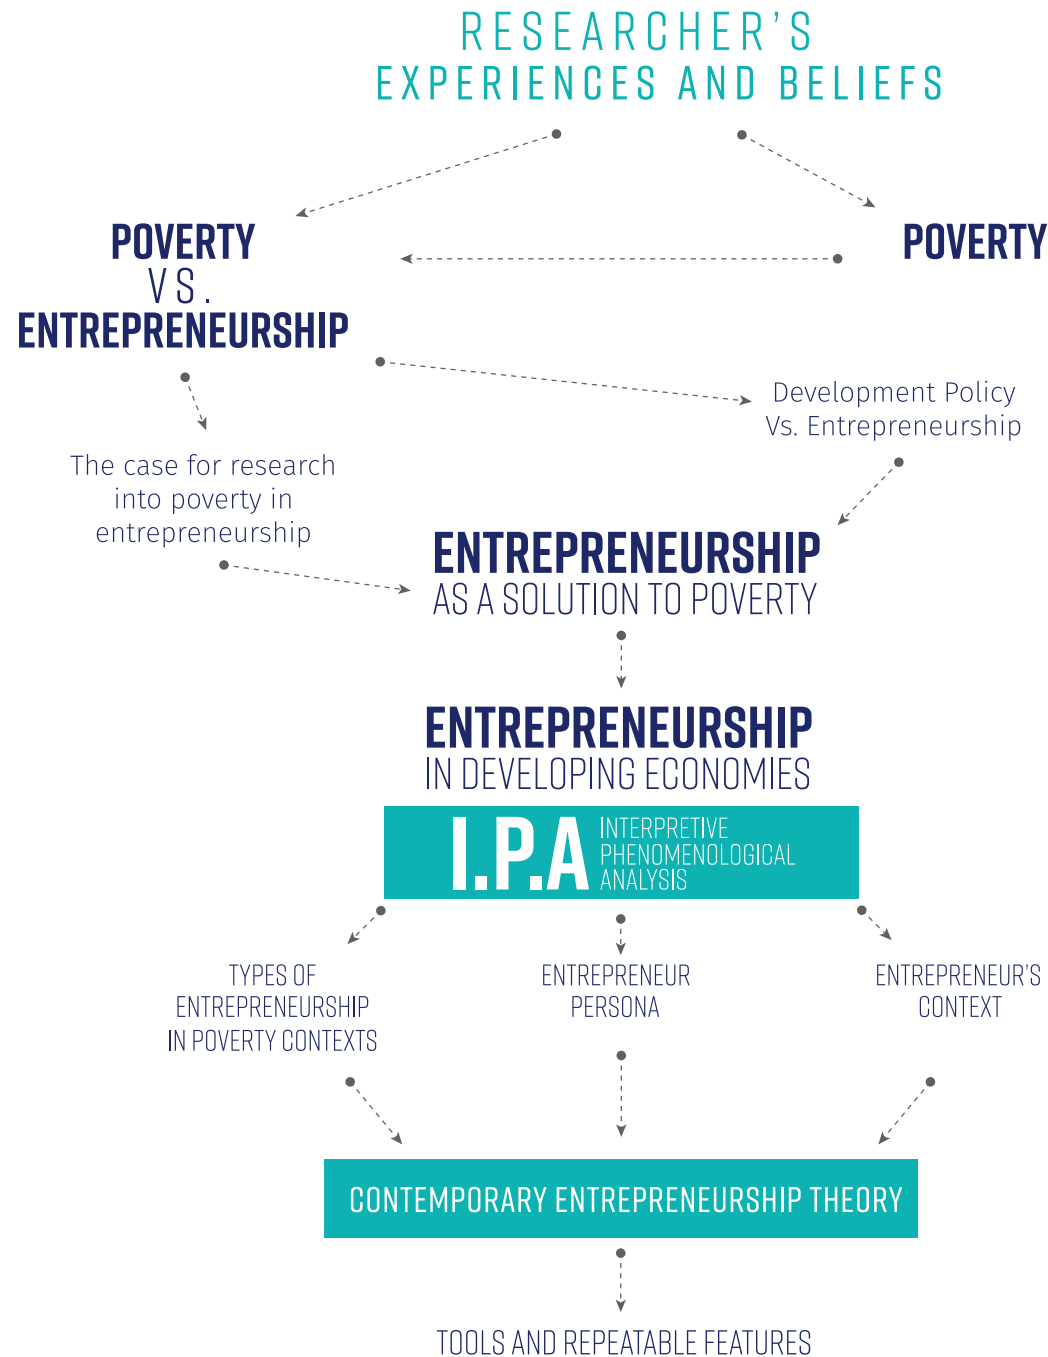 RESEARCHER'S
EXPERIENCES AND BELIEFS
POVERTY
VS.
ENTREPRENEURSHIP
POVERTY
Development Policy
Vs. Entrepreneurship
The case for research
into poverty in
entrepreneurship
ENTREPRENEURSHIP
AS A SOLUTION TO POVERTY
ENTREPRENEURSHIP
IN DEVELOPING ECONOMIES
I.P.A
INTERPRETIVE
PHENOMENOLOGICAL
ANALYSIS
TYPES OF
ENTREPRENEURSHIP
IN POVERTY CONTEXTS
ENTREPRENEUR
PERSONA
ENTREPRENEUR'S
CONTEXT
CONTEMPORARY ENTREPRENEURSHIP THEORY
TOOLS AND REPEATABLE FEATURES